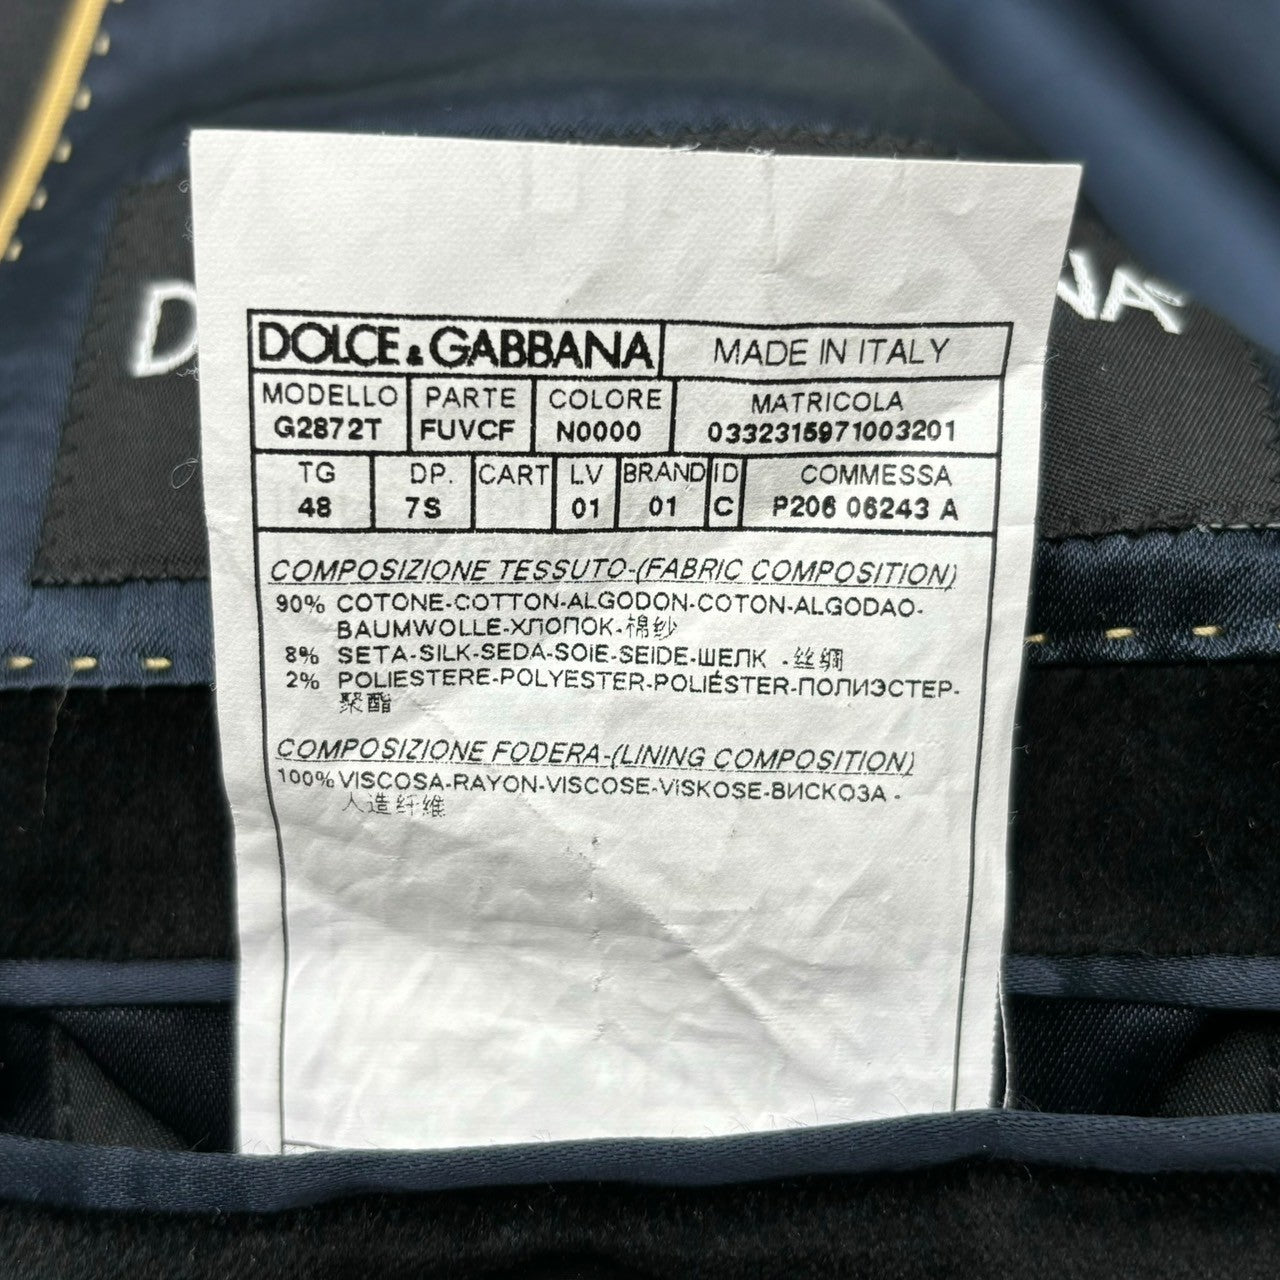 DOLCE & GABBANA MADE IN ITALY
MODELLO PARTE COLORE MATRICOLA
G2872T FUVCF N0000 0332315971003201
TG DP. CART LV BRAND ID COMMESSA
48 7S 01 01 C P206 06243 A
COMPOSIZIONE TESSUTO-(FABRIC COMPOSITION)
90% COTONE-COTTON-ALGODON-COTON-ALGODAO-
BAUMWOLLE-ХЛОПОК-棉纱
8% SETA-SILK-SEDA-SOIE-SEIDE-ШЕЛК -丝绸
2% POLIESTERE-POLYESTER-POLIÉSTER-ПОЛИЭСТЕР-
聚酯
COMPOSIZIONE FODERA-(LINING COMPOSITION)
100% VISCOSA-RAYON-VISCOSE-VISKOSE-ВИСКОЗА -
人造纤维